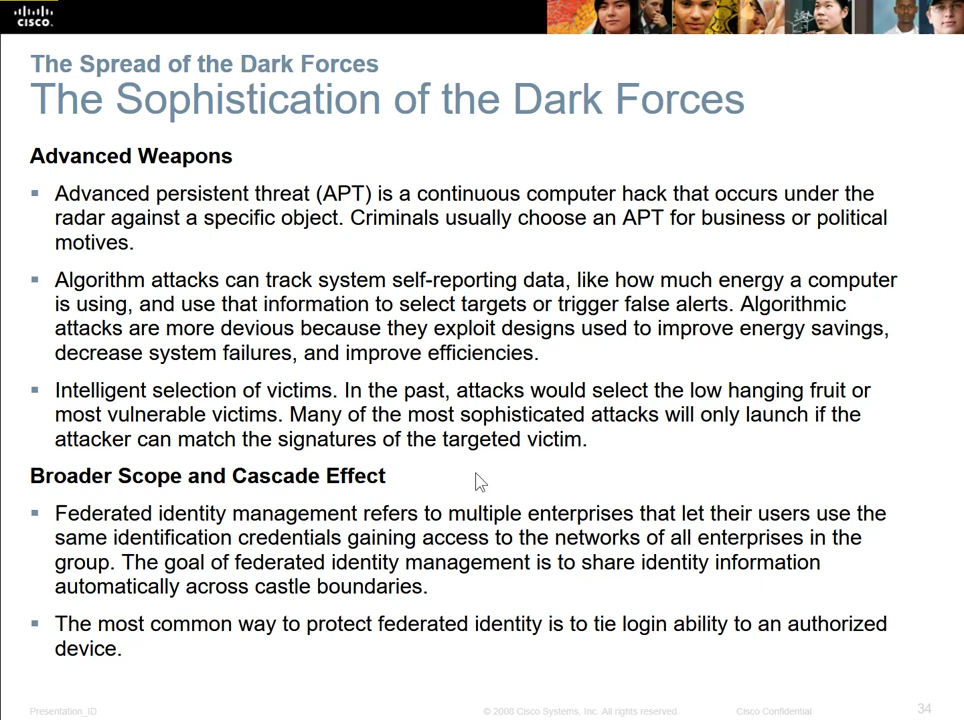 cisco.
The Spread of the Dark Forces
The Sophistication of the Dark Forces
Advanced Weapons
▪ Advanced persistent threat (APT) is a continuous computer hack that occurs under the
radar against a specific object. Criminals usually choose an APT for business or political
motives.
▪ Algorithm attacks can track system self-reporting data, like how much energy a computer
is using, and use that information to select targets or trigger false alerts. Algorithmic
attacks are more devious because they exploit designs used to improve energy savings,
decrease system failures, and improve efficiencies.
▪ Intelligent selection of victims. In the past, attacks would select the low hanging fruit or
most vulnerable victims. Many of the most sophisticated attacks will only launch if the
attacker can match the signatures of the targeted victim.
Broader Scope and Cascade Effect
▪ Federated identity management refers to multiple enterprises that let their users use the
same identification credentials gaining access to the networks of all enterprises in the
group. The goal of federated identity management is to share identity information
automatically across castle boundaries.
▪ The most common way to protect federated identity is to tie login ability to an authorized
device.
Presentation_ID © 2008 Cisco Systems, Inc. All rights reserved. Cisco Confidential 34